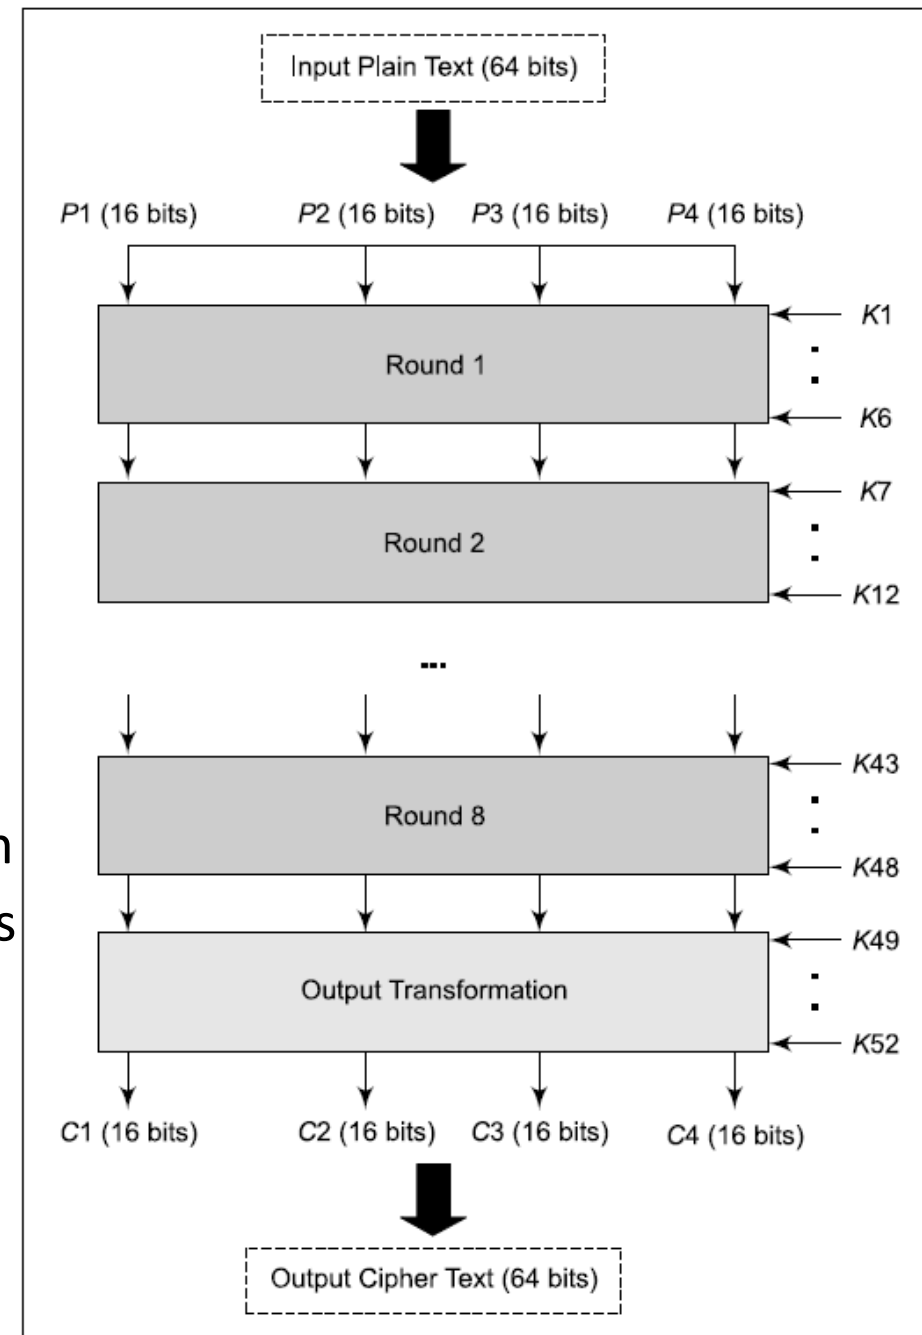 Input Plain Text (64 bits)
P1 (16 bits) P2 (16 bits) P3 (16 bits) P4 (16 bits)
K1
Round 1
K6
K7
Round 2
K12
...
K43
Round 8
n
K48
s
K49
Output Transformation
K52
C1 (16 bits) C2 (16 bits) C3 (16 bits) C4 (16 bits)
Output Cipher Text (64 bits)